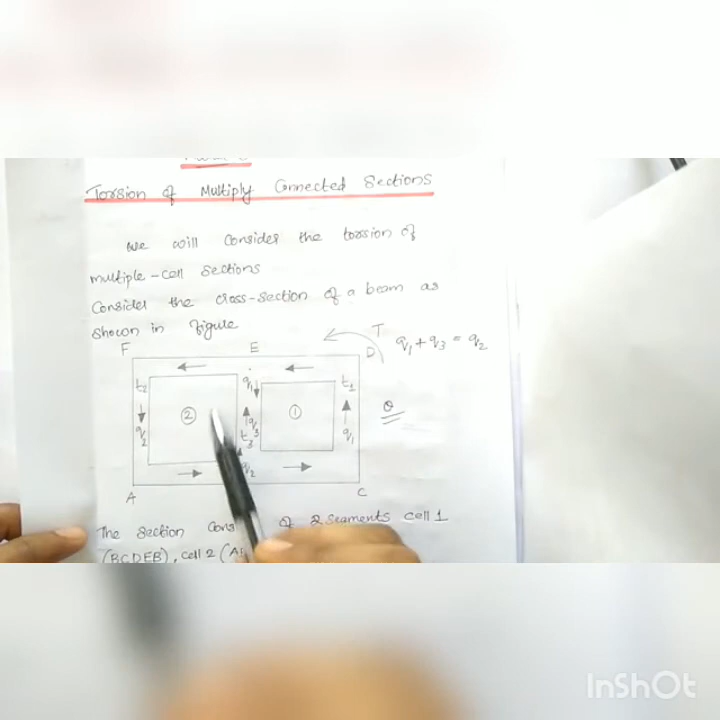 Torsion of Multiply Connected Sections
We will Consider the torsion of
multiple-cell sections
Consider the cross-section of a beam as
shown in figure
F E D T q1 + q3 = q2
t2 q1 t1
2 1 θ
q2 q3 t3 q1
q2
A C
The section Cons of 2 segments cell 1
(BCDEB), cell 2 (A
InShOt